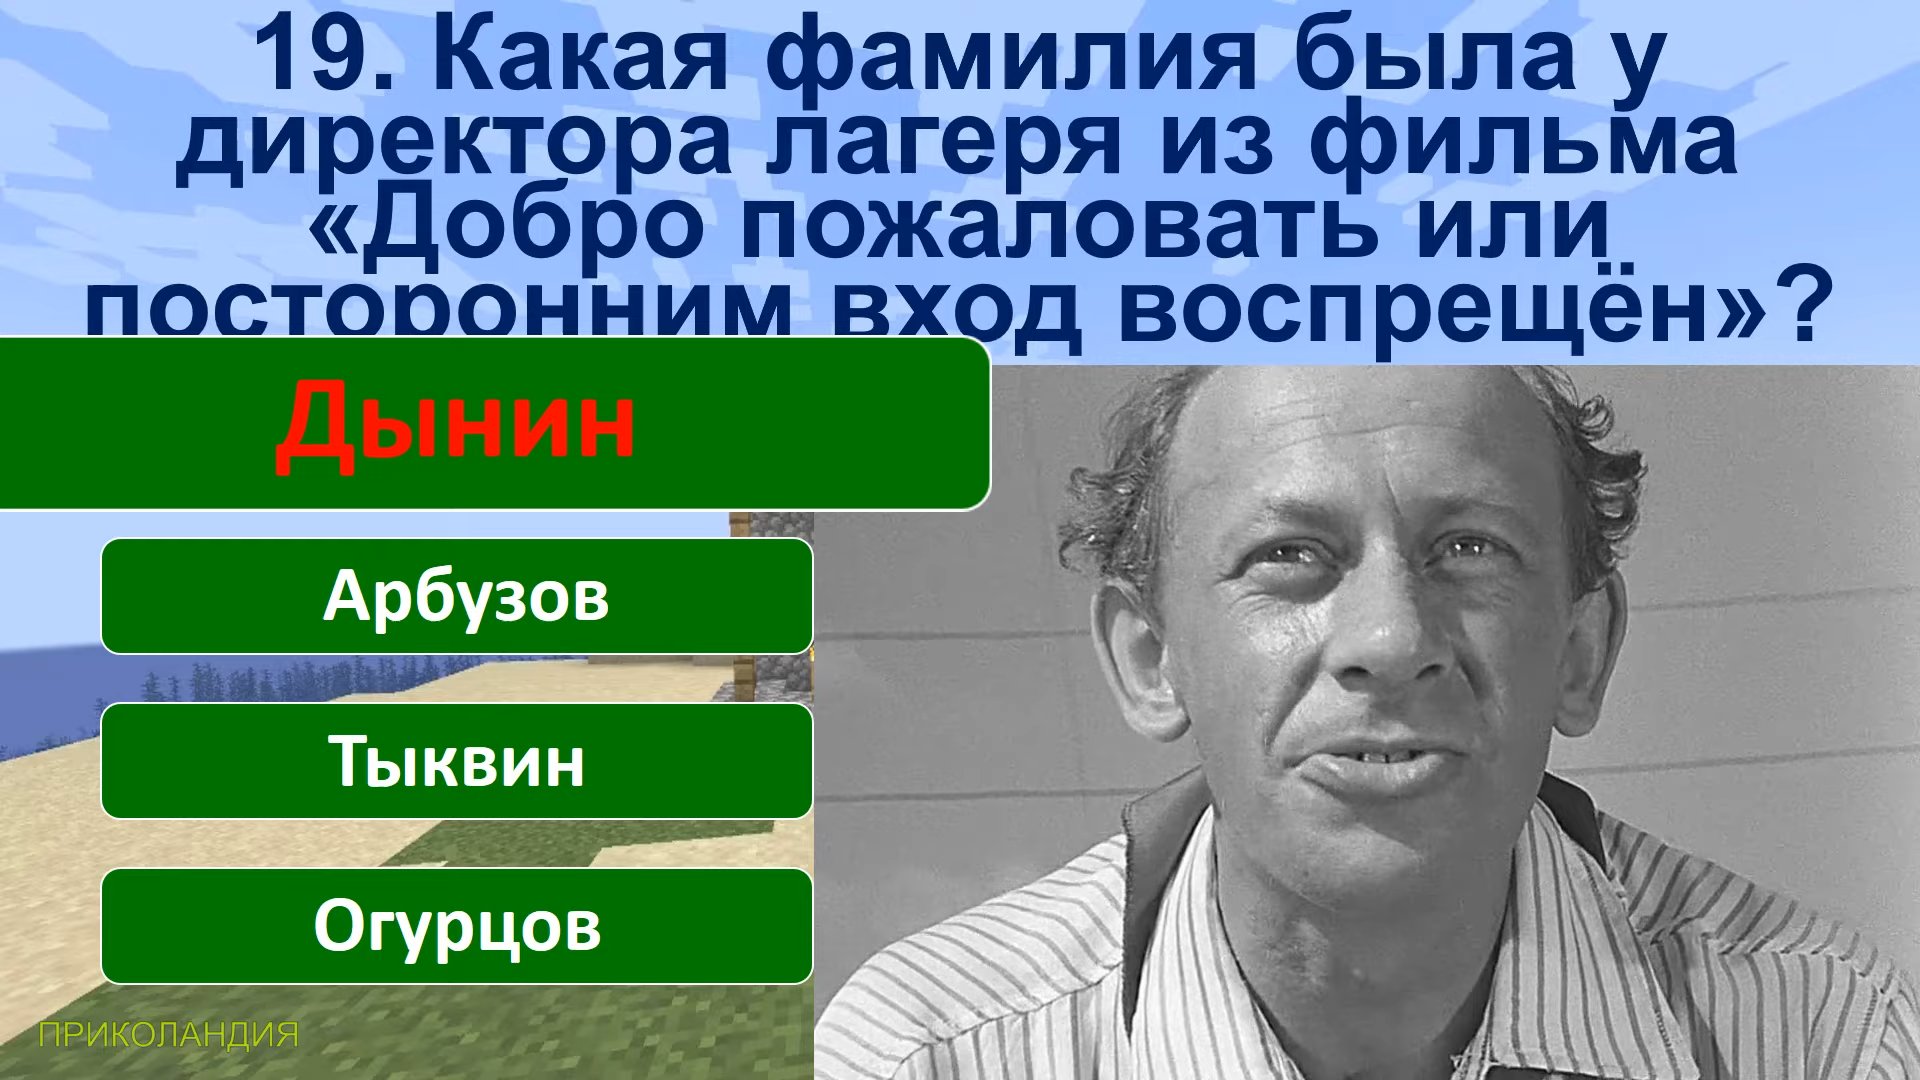 19. Какая фамилия была у
директора лагеря из фильма
«Добро пожаловать или
посторонним вход воспрещён»?
Дынин
Арбузов
Тыквин
Огурцов
ПРИКОЛАНДИЯ